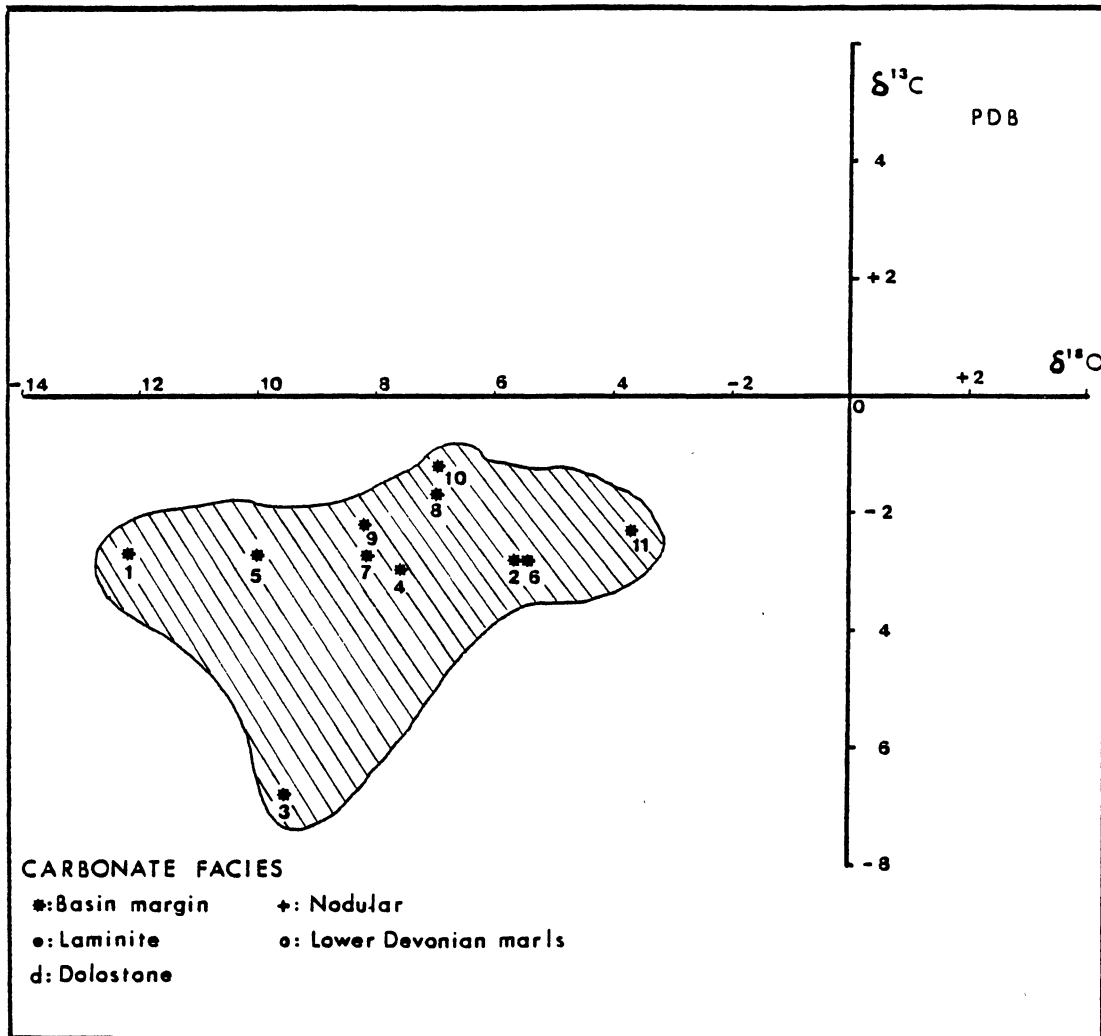 δ¹³C
PDB
4
+2
δ¹⁸O
-14 12 10 8 6 4 -2 +2
0
10
8
-2
9
11
1 5 7 2 6
4
4
6
3
-8
CARBONATE FACIES
*:Basin margin +: Nodular
●:Laminite o: Lower Devonian marls
d: Dolostone